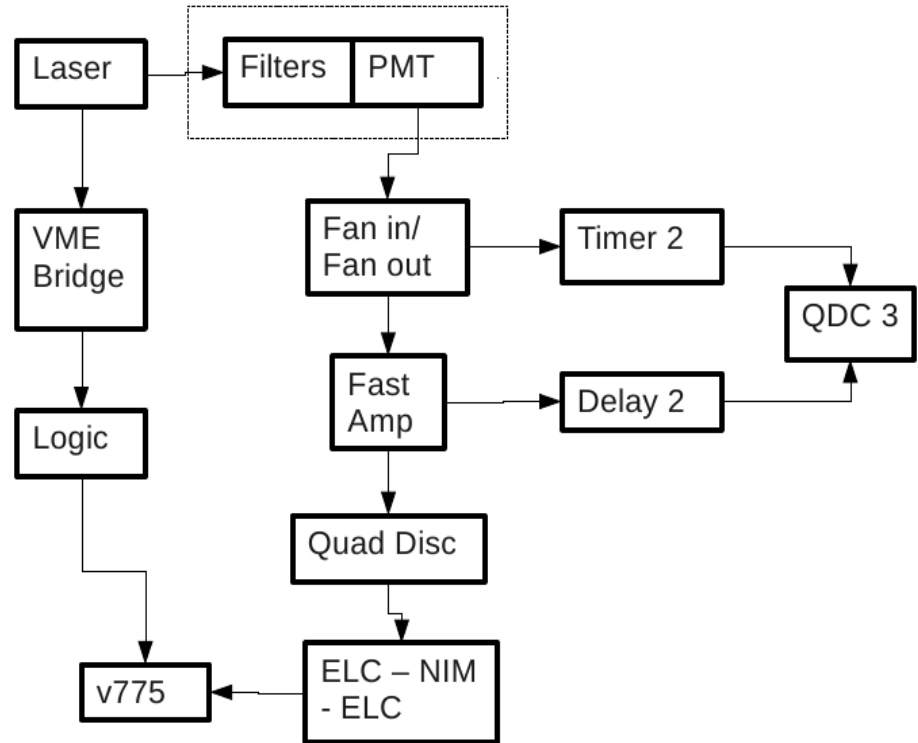 Laser
Filters
PMT
VME
Bridge
Fan in/
Fan out
Timer 2
QDC 3
Fast
Amp
Delay 2
Logic
Quad Disc
ELC – NIM
- ELC
v775